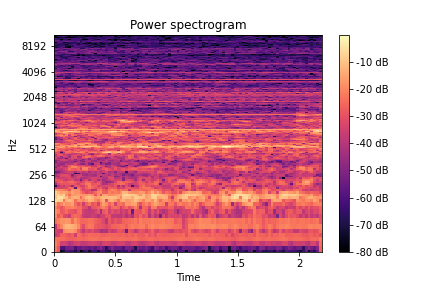 Power spectrogram
8192
4096
2048
1024
512
256
128
64
0
Hz
0
0.5
1
1.5
2
Time
-10 dB
-20 dB
-30 dB
-40 dB
-50 dB
-60 dB
-70 dB
-80 dB